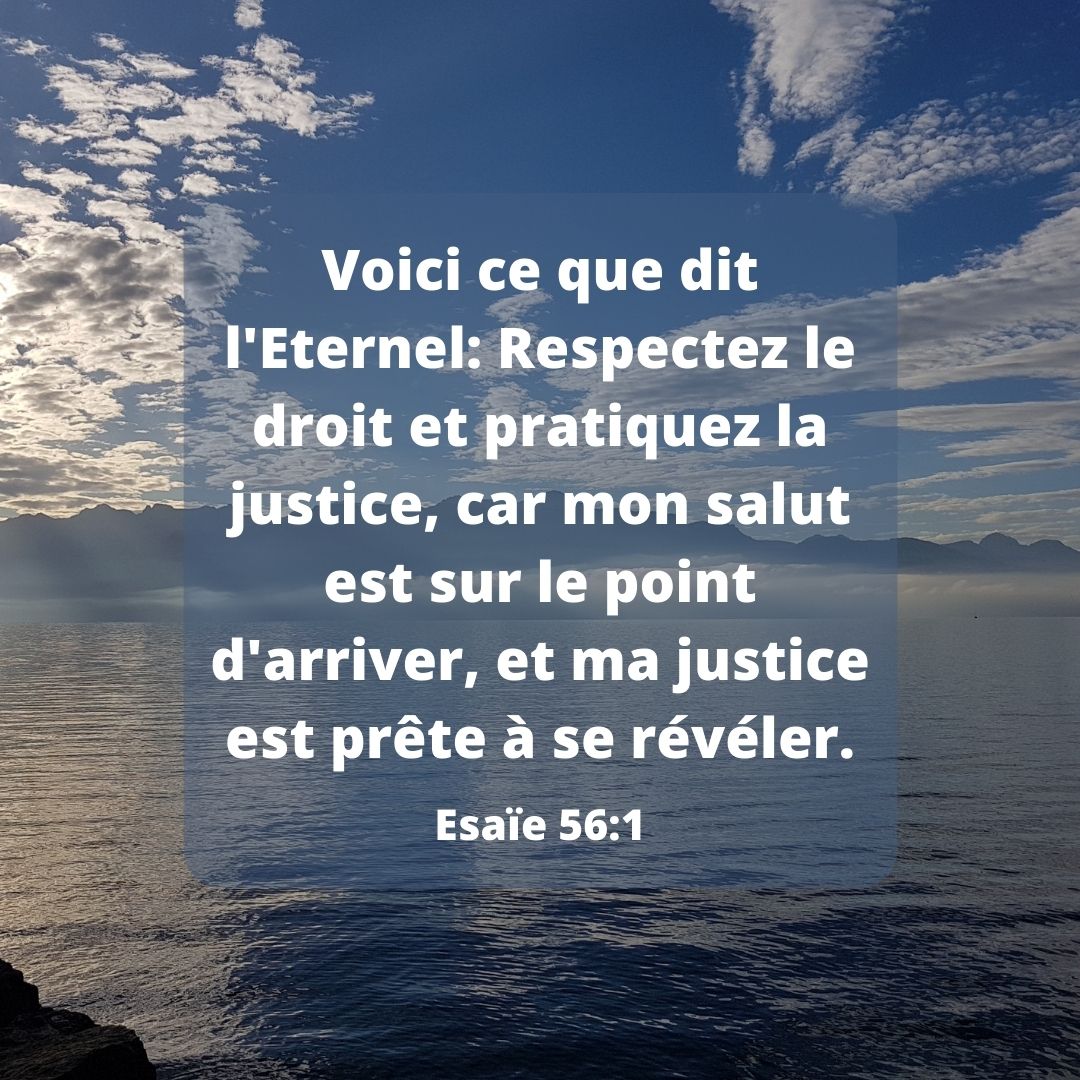 Voici ce que dit
l'Eternel: Respectez le
droit et pratiquez la
justice, car mon salut
est sur le point
d'arriver, et ma justice
est prête à se révéler.
Esaïe 56:1